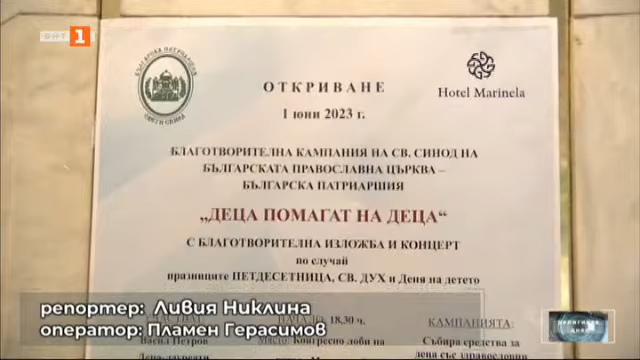 БНТ 1
БЪЛГАРСКА ПАТРИАРШИЯ
СВЕТИ СИНОД
Hotel Marinela
ОТКРИВАНЕ
1 юни 2023 г.
БЛАГОТВОРИТЕЛНА КАМПАНИЯ НА СВ. СИНОД НА
БЪЛГАРСКАТА ПРАВОСЛАВНА ЦЪРКВА –
БЪЛГАРСКА ПАТРИАРШИЯ
„ДЕЦА ПОМАГАТ НА ДЕЦА“
С БЛАГОТВОРИТЕЛНА ИЗЛОЖБА И КОНЦЕРТ
по случай
празниците ПЕТДЕСЕТНИЦА, СВ. ДУХ и Деня на детето
репортер: Ливия Никлина
оператор: Пламен Герасимов
18,30 ч.
Васил Петров
Място: Конгресно лоби на
КАМПАНИЯТА:
Събира средства за
деца със здравословни